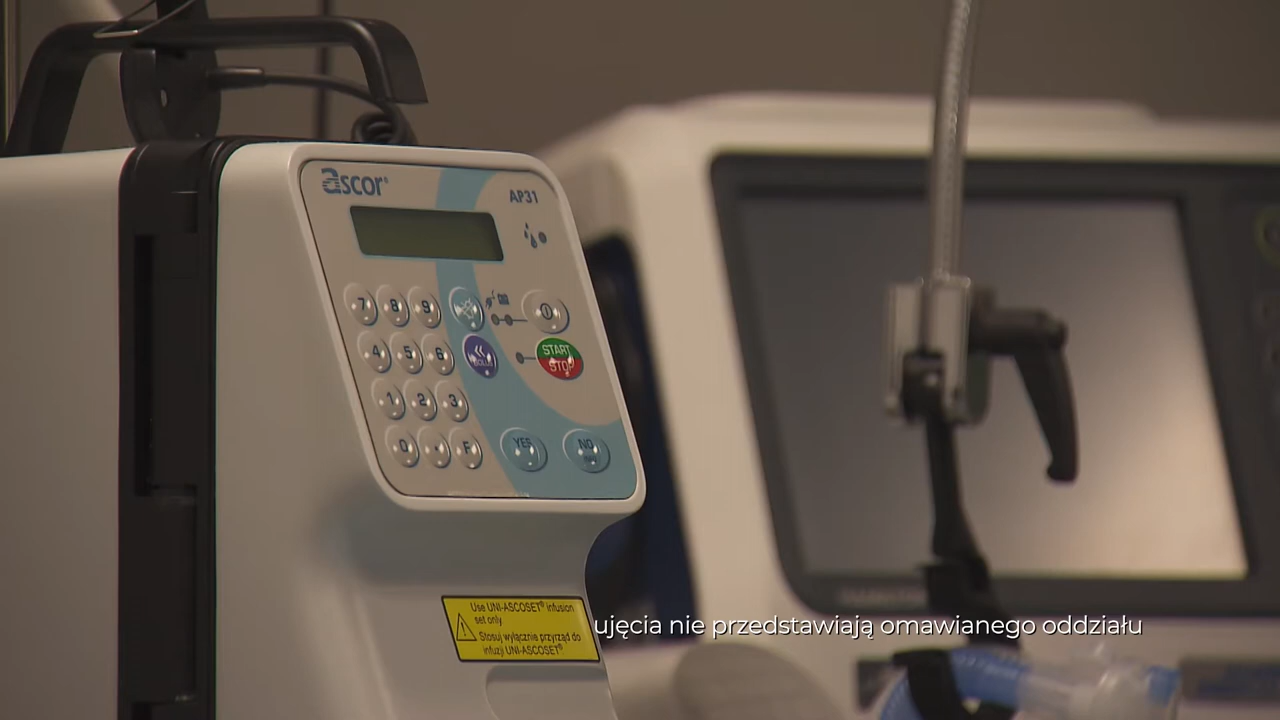 ascor®
AP31
7 8 9
4 5 6
START
STOP
1 2 3
0 . F
YES
NO
Use UNI-ASCOSET® infusion
set only.
Stosuj wyłącznie przyrząd do
infuzji UNI-ASCOSET®
ujęcia nie przedstawiają omawianego oddziału